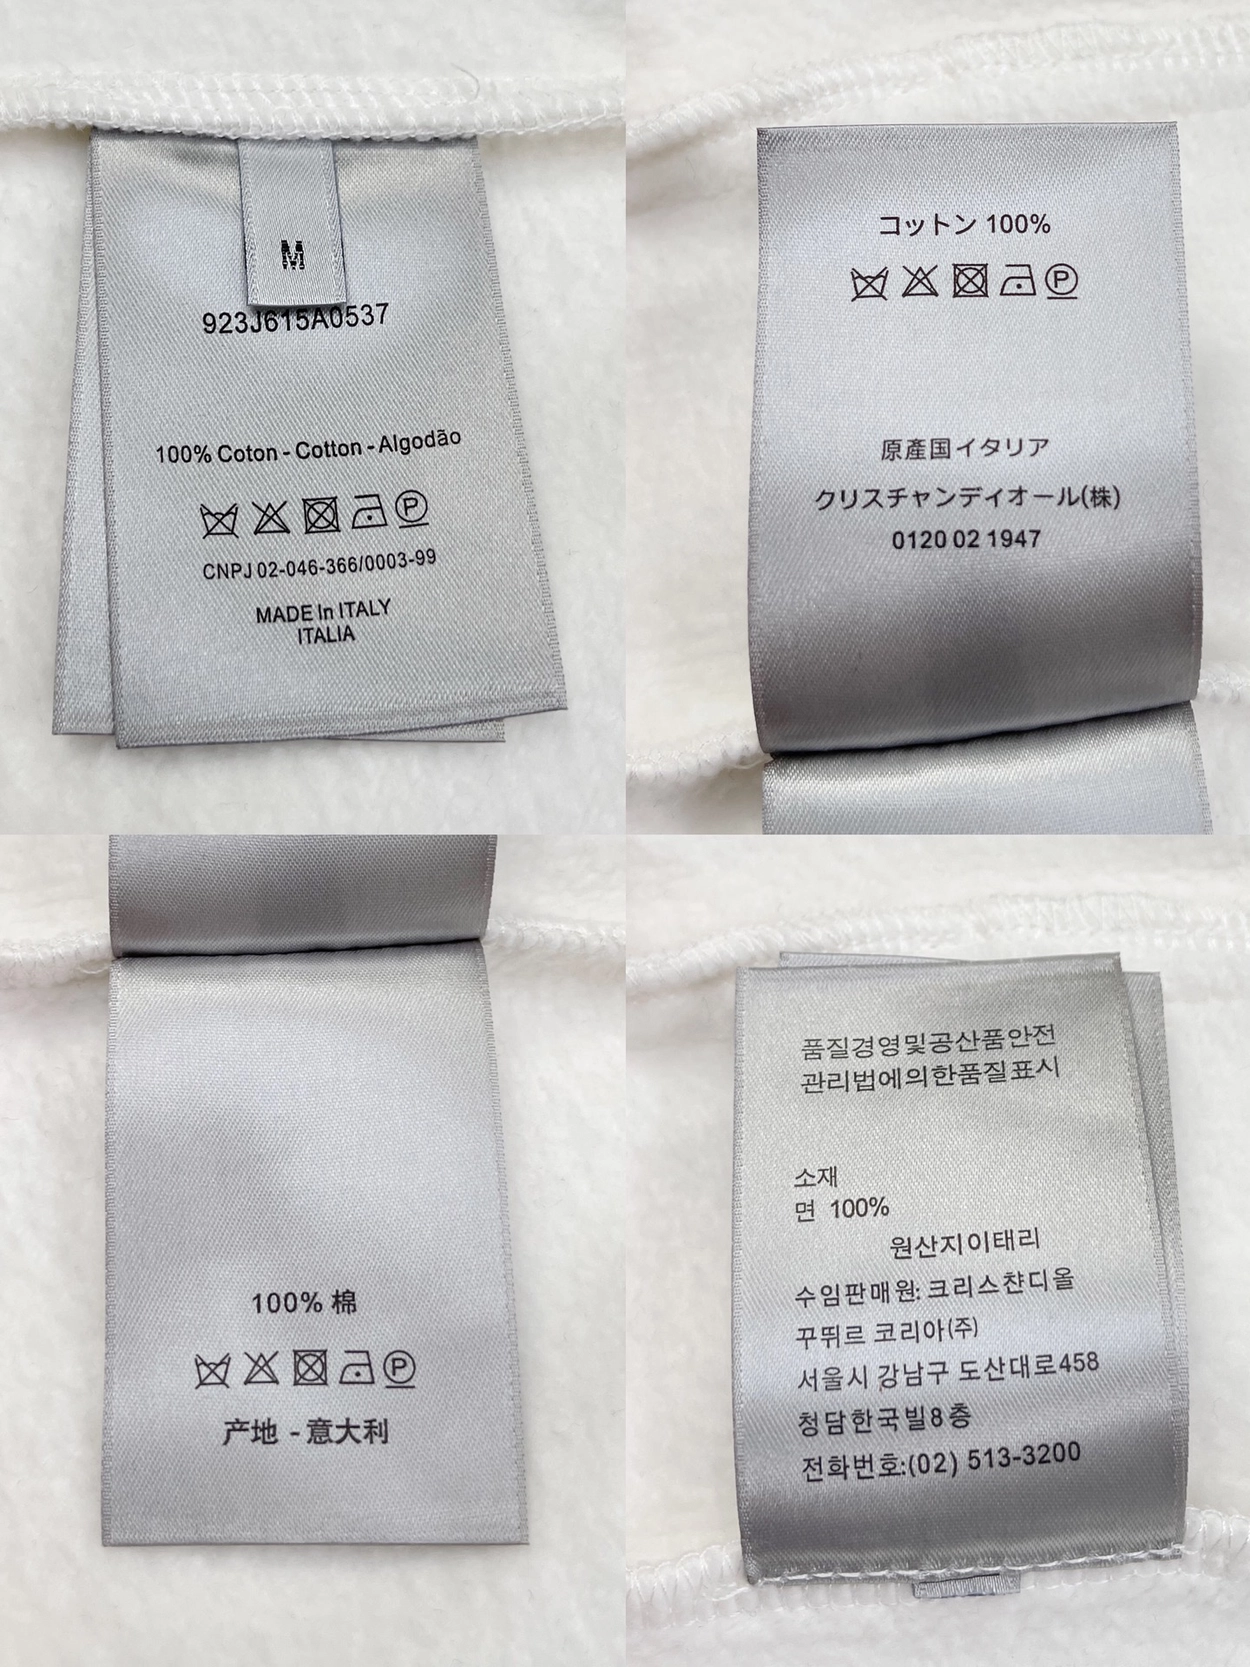 M
923J615A0537
100% Coton - Cotton - Algodão
CNPJ 02-046-366/0003-99
MADE In ITALY
ITALIA
コットン 100%
P
原產国イタリア
クリスチャンディオール(株)
0120 02 1947
100% 棉
P
产地 - 意大利
품질경영및공산품안전
관리법에의한품질표시
소재
면 100%
원산지이태리
수임판매원: 크리스챤디올
꾸뛰르 코리아(주)
서울시 강남구 도산대로458
청담한국빌8층
전화번호:(02) 513-3200